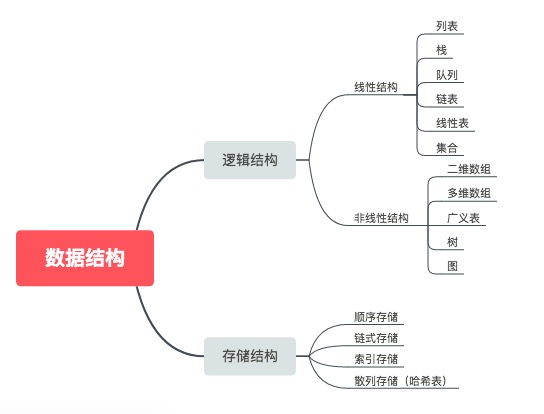 数据结构
逻辑结构
线性结构
列表
栈
队列
链表
线性表
集合
非线性结构
二维数组
多维数组
广义表
树
图
存储结构
顺序存储
链式存储
索引存储
散列存储（哈希表）